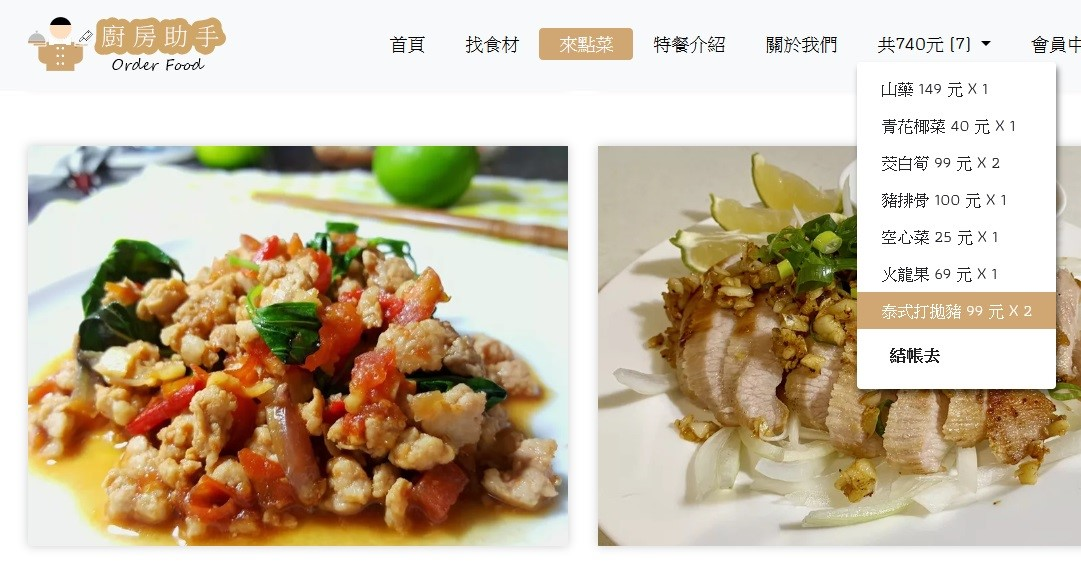 廚房助手
Order Food
首頁 找食材 來點菜 特餐介紹 關於我們 共740元 (7) 會員中
山藥 149 元 X 1
青花椰菜 40 元 X 1
茭白筍 99 元 X 2
豬排骨 100 元 X 1
空心菜 25 元 X 1
火龍果 69 元 X 1
泰式打拋豬 99 元 X 2
結帳去